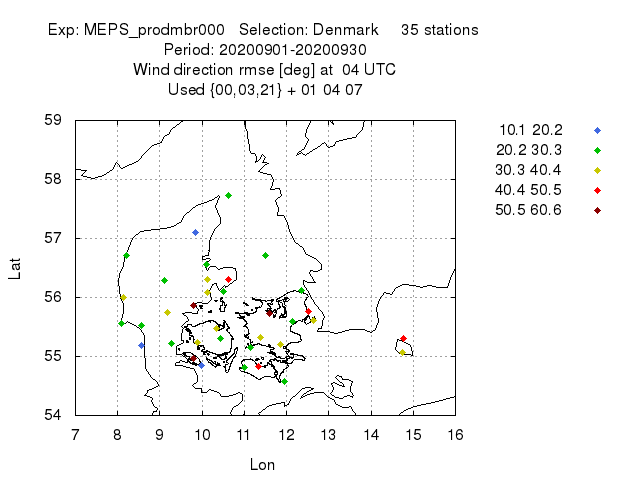 Exp: MEPS_prodmbr000   Selection: Denmark     35 stations
Period: 20200901-20200930
Wind direction rmse [deg] at  04 UTC
Used {00,03,21} + 01 04 07
59
58
57
56
55
54
Lat
7 8 9 10 11 12 13 14 15 16
Lon
10.1 20.2
20.2 30.3
30.3 40.4
40.4 50.5
50.5 60.6